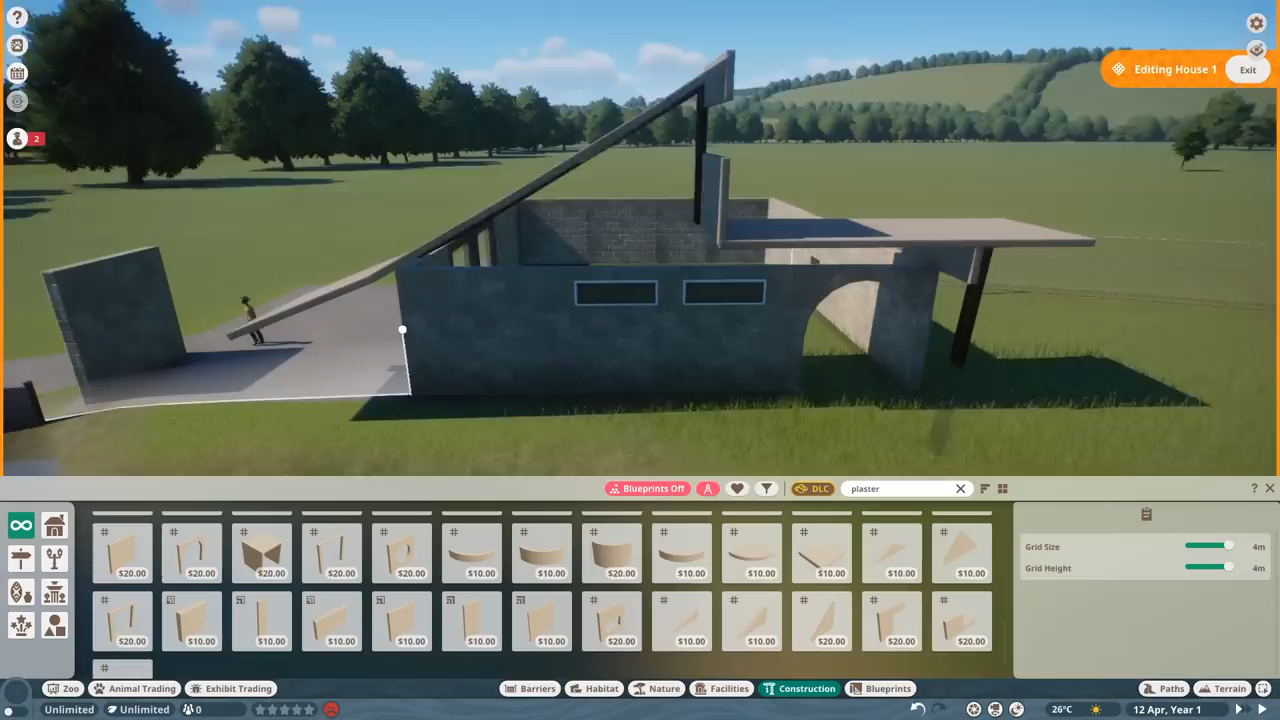 ?
Editing House 1
Exit
2
Blueprints Off
DLC
plaster
?
$20.00 $20.00 $20.00 $20.00 $20.00 $10.00 $10.00 $20.00 $10.00 $10.00 $10.00 $10.00 $10.00
Grid Size 4m
Grid Height 4m
$20.00 $10.00 $10.00 $10.00 $10.00 $10.00 $10.00 $20.00 $10.00 $10.00 $20.00 $20.00 $20.00
Zoo Animal Trading Exhibit Trading Barriers Habitat Nature Facilities Construction Blueprints Paths Terrain
Unlimited Unlimited 0 26°C 12 Apr, Year 1